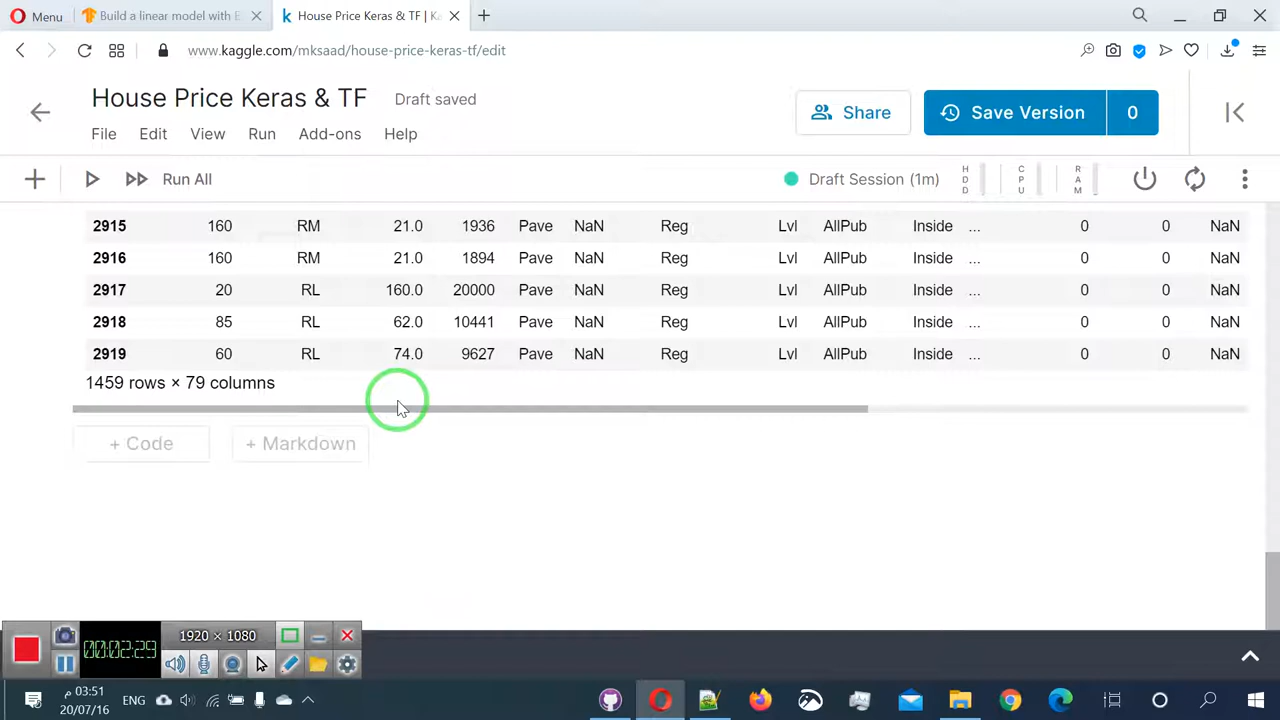 Menu
Build a linear model with E
House Price Keras & TF | Ka
www.kaggle.com/mksaad/house-price-keras-tf/edit
House Price Keras & TF
Draft saved
Share
Save Version
0
File
Edit
View
Run
Add-ons
Help
Run All
Draft Session (1m)
HDD
CPU
RAM
2915 160 RM 21.0 1936 Pave NaN Reg Lvl AllPub Inside ... 0 0 NaN
2916 160 RM 21.0 1894 Pave NaN Reg Lvl AllPub Inside ... 0 0 NaN
2917 20 RL 160.0 20000 Pave NaN Reg Lvl AllPub Inside ... 0 0 NaN
2918 85 RL 62.0 10441 Pave NaN Reg Lvl AllPub Inside ... 0 0 NaN
2919 60 RL 74.0 9627 Pave NaN Reg Lvl AllPub Inside ... 0 0 NaN
1459 rows × 79 columns
+ Code
+ Markdown
1920 × 1080
00:02:29
ENG
03:51 م
20/07/16